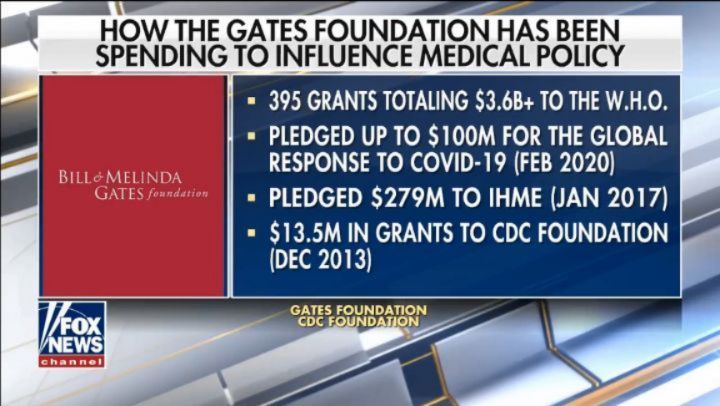 HOW THE GATES FOUNDATION HAS BEEN
SPENDING TO INFLUENCE MEDICAL POLICY
BILL & MELINDA
GATES foundation
▪ 395 GRANTS TOTALING $3.6B+ TO THE W.H.O.
▪ PLEDGED UP TO $100M FOR THE GLOBAL
RESPONSE TO COVID-19 (FEB 2020)
▪ PLEDGED $279M TO IHME (JAN 2017)
▪ $13.5M IN GRANTS TO CDC FOUNDATION
(DEC 2013)
GATES FOUNDATION
CDC FOUNDATION
FOX
NEWS
channel